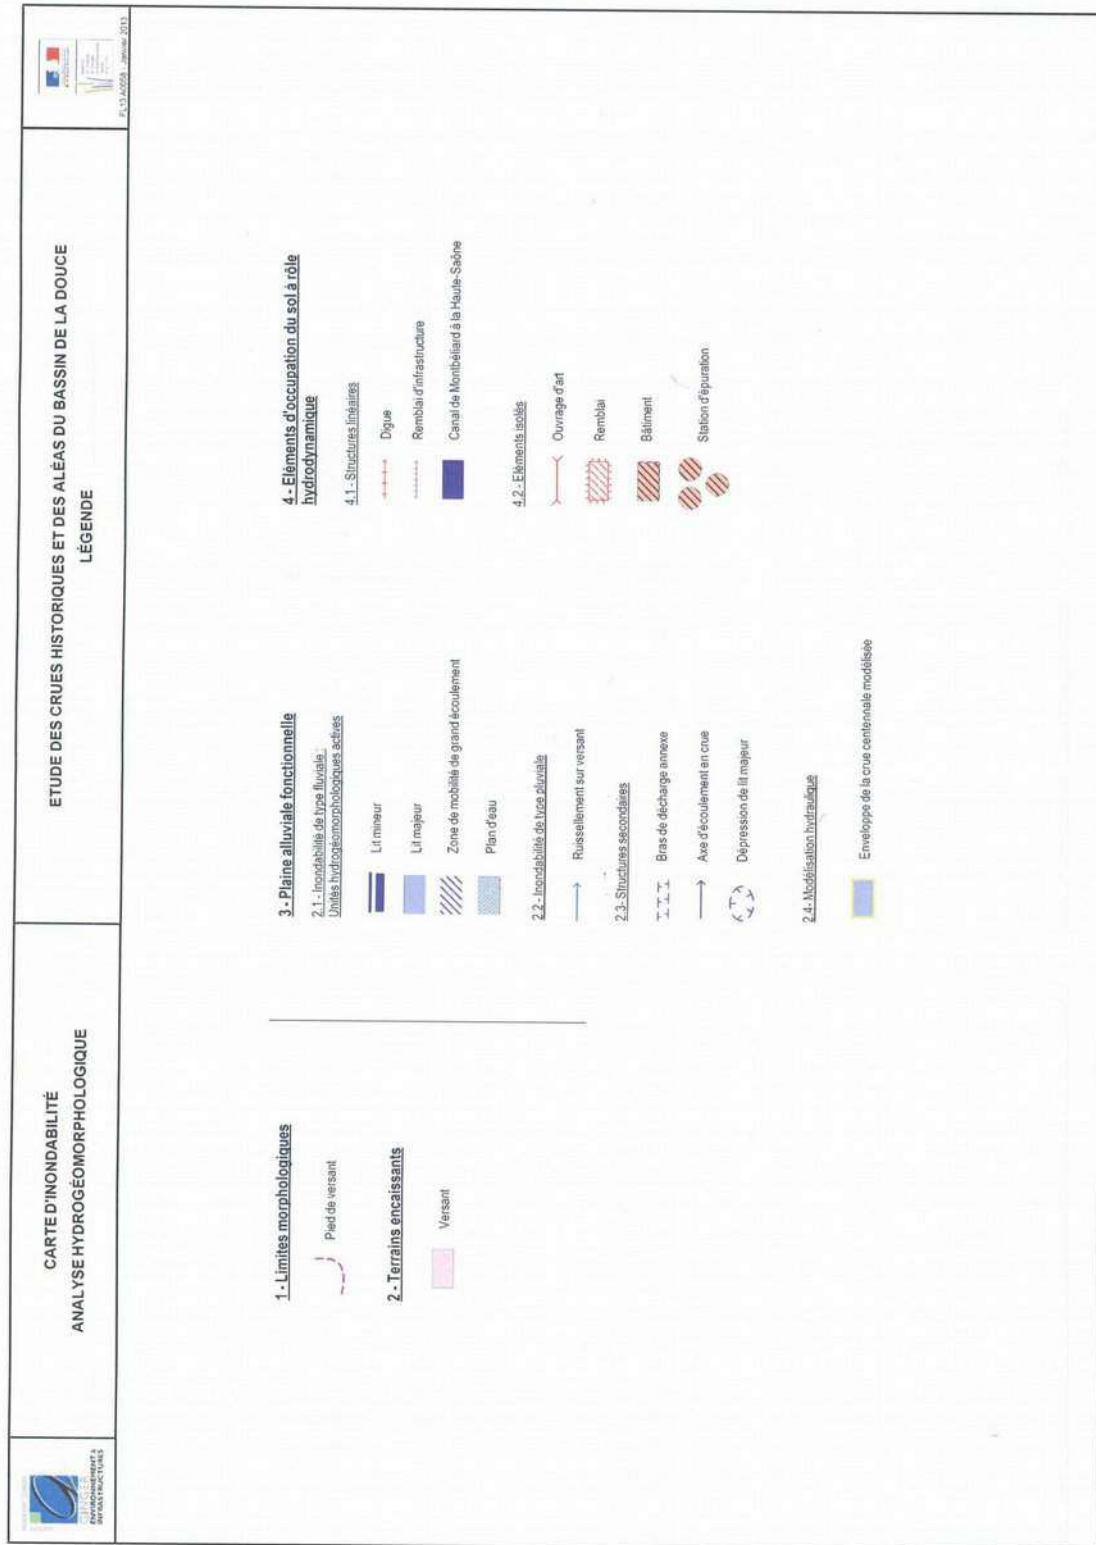 GINGER
ENVIRONNEMENT &
INFRASTRUCTURES
CARTE D'INONDABILITÉ
ANALYSE HYDROGÉOMORPHOLOGIQUE
ETUDE DES CRUES HISTORIQUES ET DES ALÉAS DU BASSIN DE LA DOUCE
LÉGENDE
Janvier 2013
1 - Limites morphologiques
Pied de versant
2 - Terrains encaissants
Versant
3 - Plaine alluviale fonctionnelle
2.1 - Inondabilité de type fluviale :
Unités hydrogéomorphologiques actives
Lit mineur
Lit majeur
Zone de mobilité de grand écoulement
Plan d'eau
2.2 - Inondabilité de type pluviale
Ruissellement sur versant
2.3 - Structures secondaires
Bras de décharge annexe
Axe d'écoulement en crue
Dépression de lit majeur
2.4 - Modélisation hydraulique
Enveloppe de la crue centennale modélisée
4 - Eléments d'occupation du sol à rôle
hydrodynamique
4.1 - Structures linéaires
Digue
Remblai d'infrastructure
Canal de Montbéliard à la Haute-Saône
4.2 - Eléments isolés
Ouvrage d'art
Remblai
Bâtiment
Station d'épuration